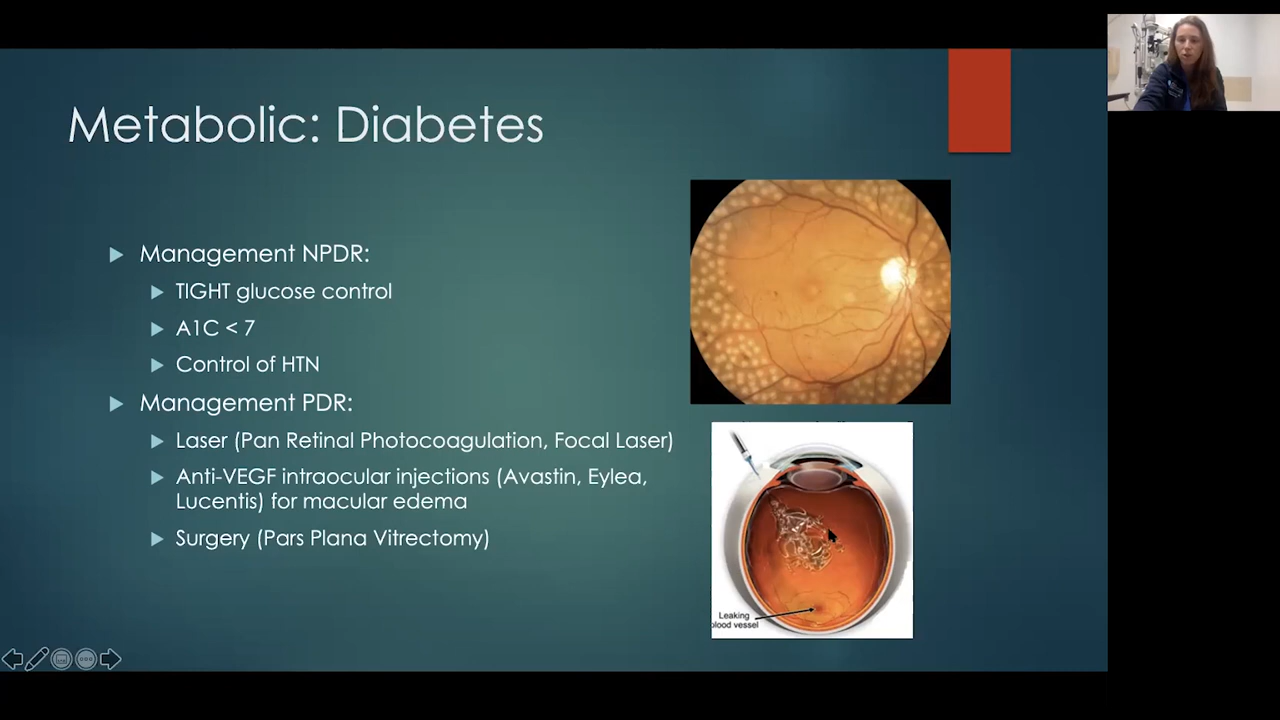 Metabolic: Diabetes
Management NPDR:
TIGHT glucose control
A1C < 7
Control of HTN
Management PDR:
Laser (Pan Retinal Photocoagulation, Focal Laser)
Anti-VEGF intraocular injections (Avastin, Eylea,
Lucentis) for macular edema
Surgery (Pars Plana Vitrectomy)
Leaking
blood vessel